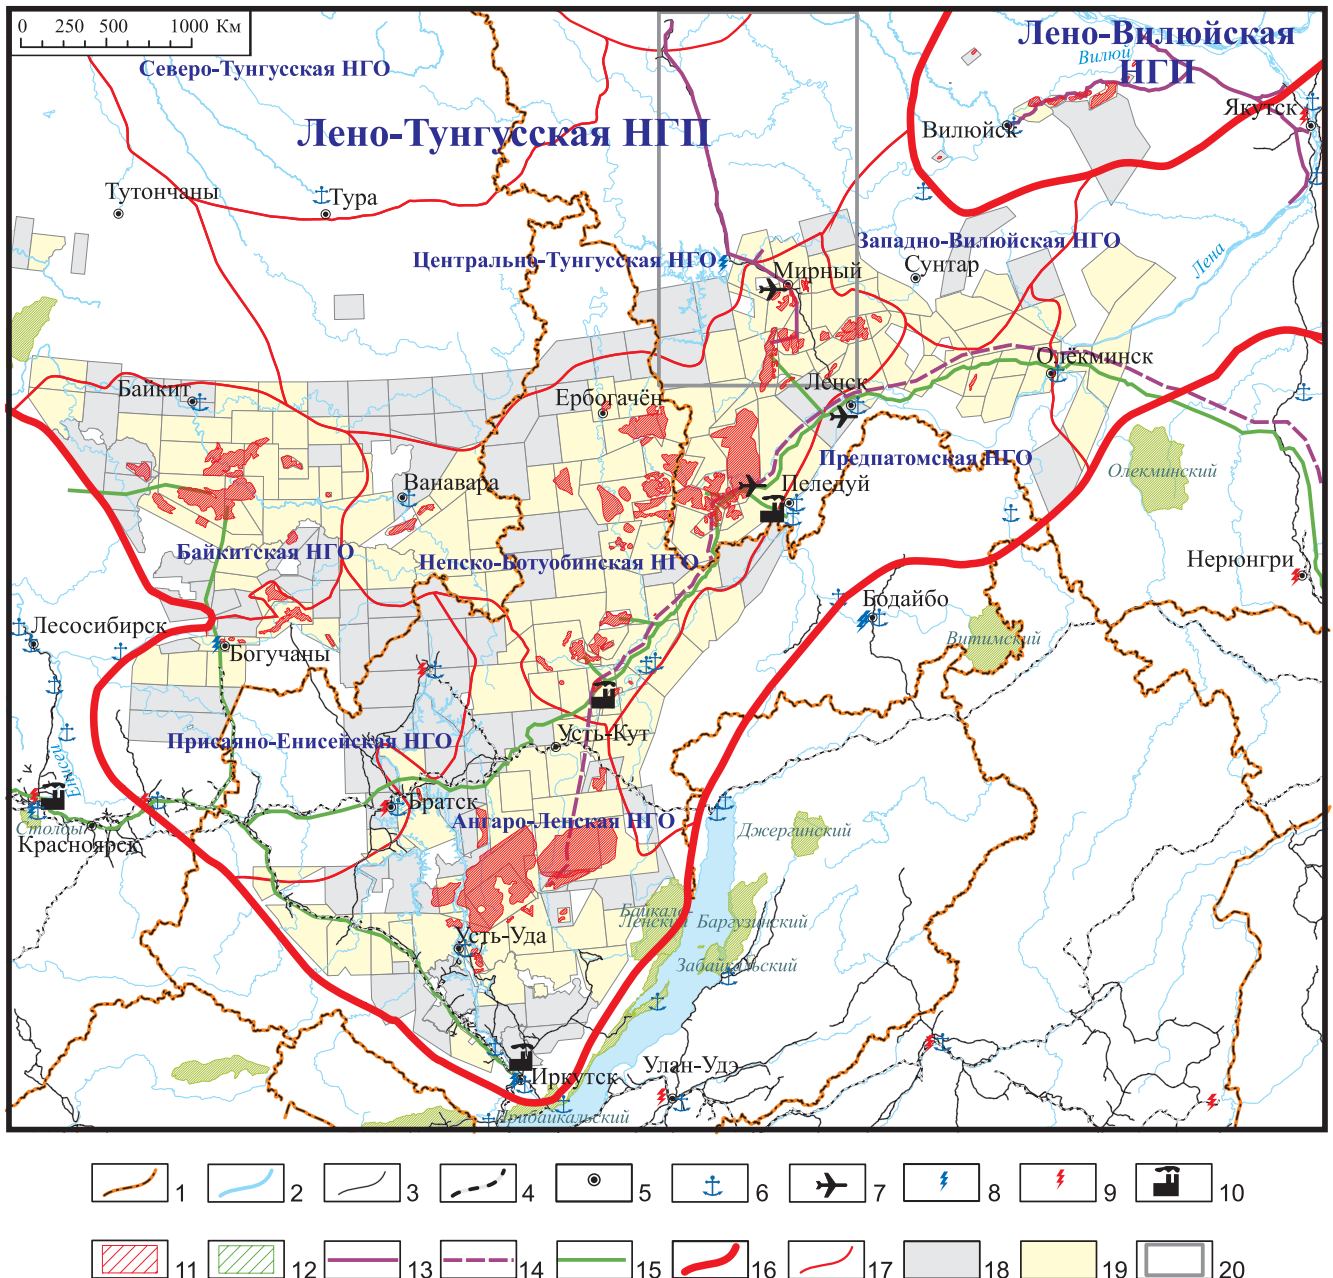 0 250 500 1000 Км
Северо-Тунгусская НГО
Лено-Вилюйская
НГП
Вилюй
Якутск
Вилюйск
Лено-Тунгусская НГП
Тутончаны
Тура
Центрально-Тунгусская НГО
Западно-Вилюйская НГО
Мирный
Сунтар
Лена
Олёкминск
Байкит
Ербогачён
Ленск
Предпатомская НГО
Олекминский
Ванавара
Пеледуй
Байкитская НГО
Непско-Ботуобинская НГО
Нерюнгри
Лесосибирск
Богучаны
Бодайбо
Витимский
Присаяно-Енисейская НГО
Усть-Кут
Енисей
Братск
Ангаро-Ленская НГО
Столбы
Красноярск
Джергинский
Байкало-
Ленский
Баргузинский
Усть-Уда
Забайкальский
Иркутск
Улан-Удэ
Прибайкальский
1 2 3 4 5 6 7 8 9 10
11 12 13 14 15 16 17 18 19 20